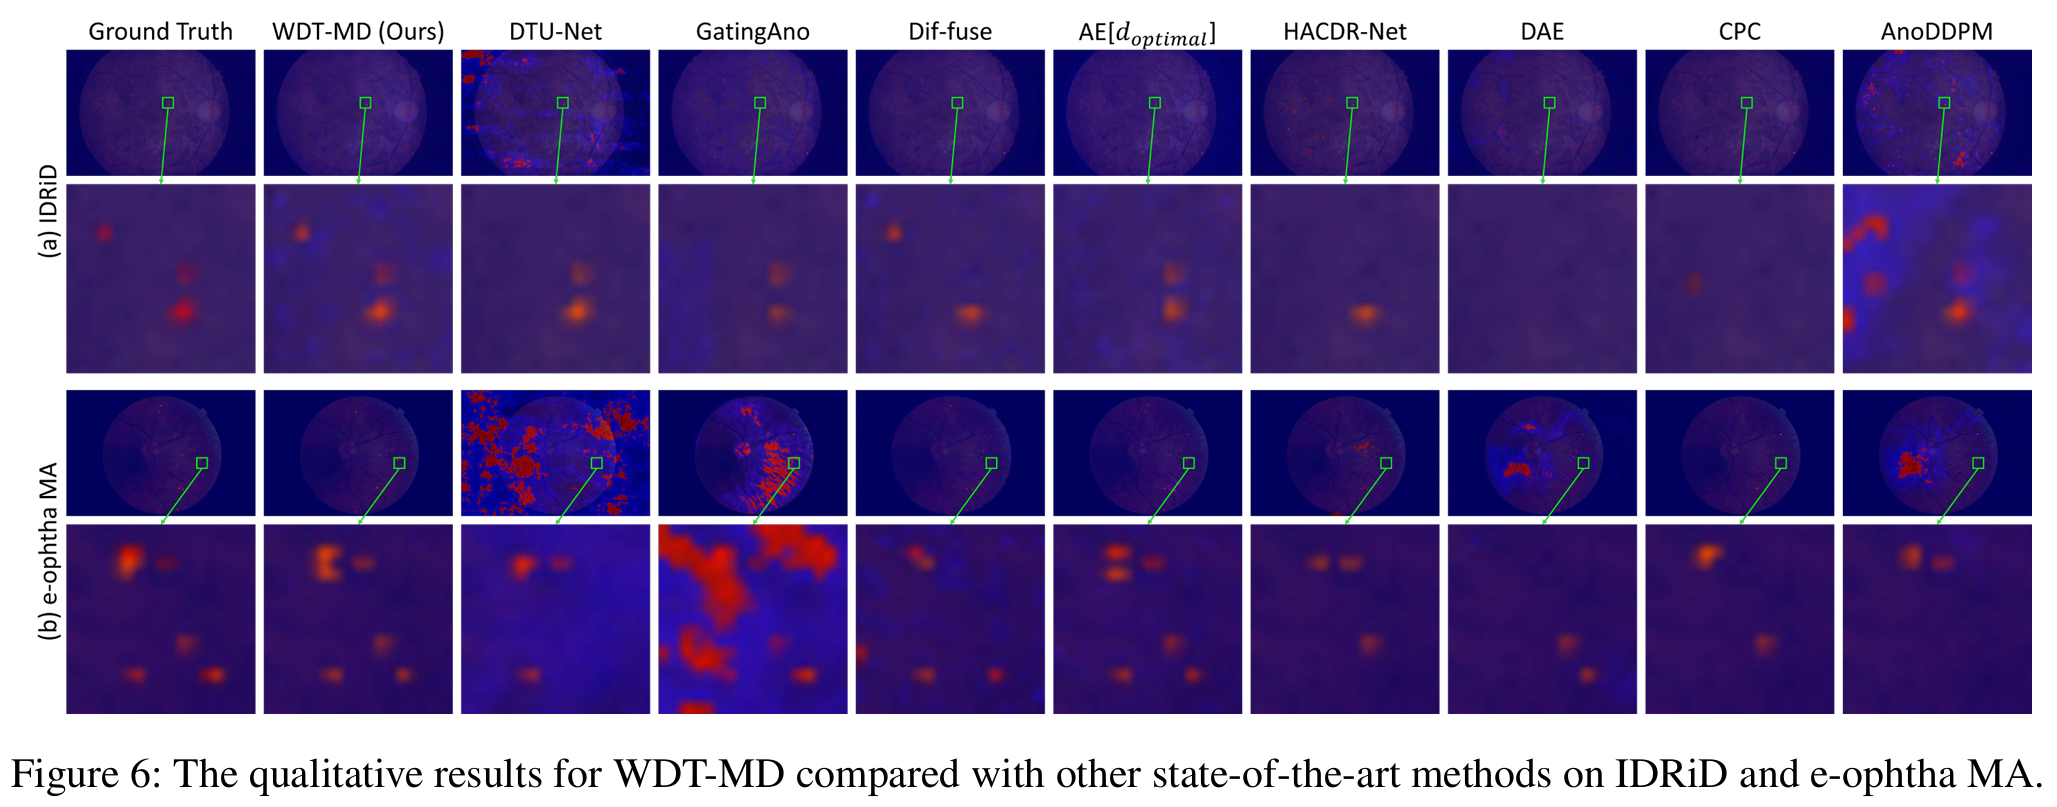 Ground Truth WDT-MD (Ours) DTU-Net GatingAno Dif-fuse AE[d_optimal] HACDR-Net DAE CPC AnoDDPM
(a) IDRiD
(b) e-ophtha MA
Figure 6: The qualitative results for WDT-MD compared with other state-of-the-art methods on IDRiD and e-ophtha MA.